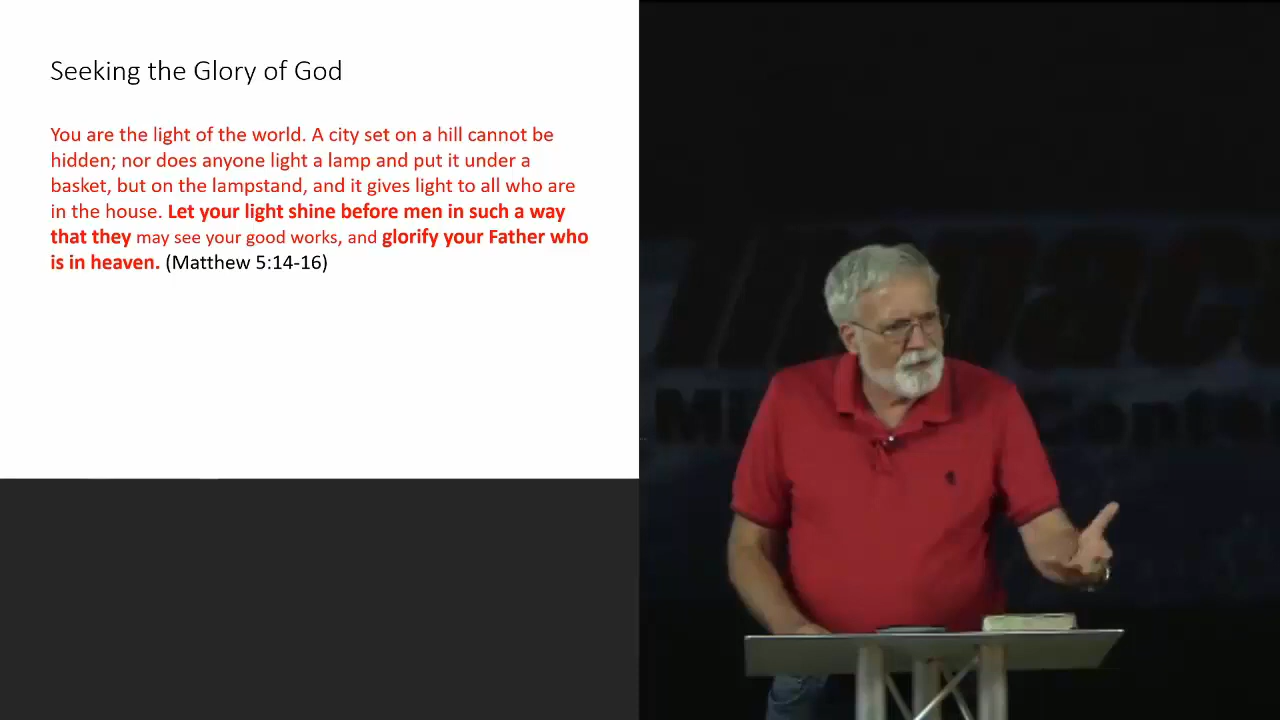 Seeking the Glory of God
You are the light of the world. A city set on a hill cannot be
hidden; nor does anyone light a lamp and put it under a
basket, but on the lampstand, and it gives light to all who are
in the house. Let your light shine before men in such a way
that they may see your good works, and glorify your Father who
is in heaven. (Matthew 5:14-16)